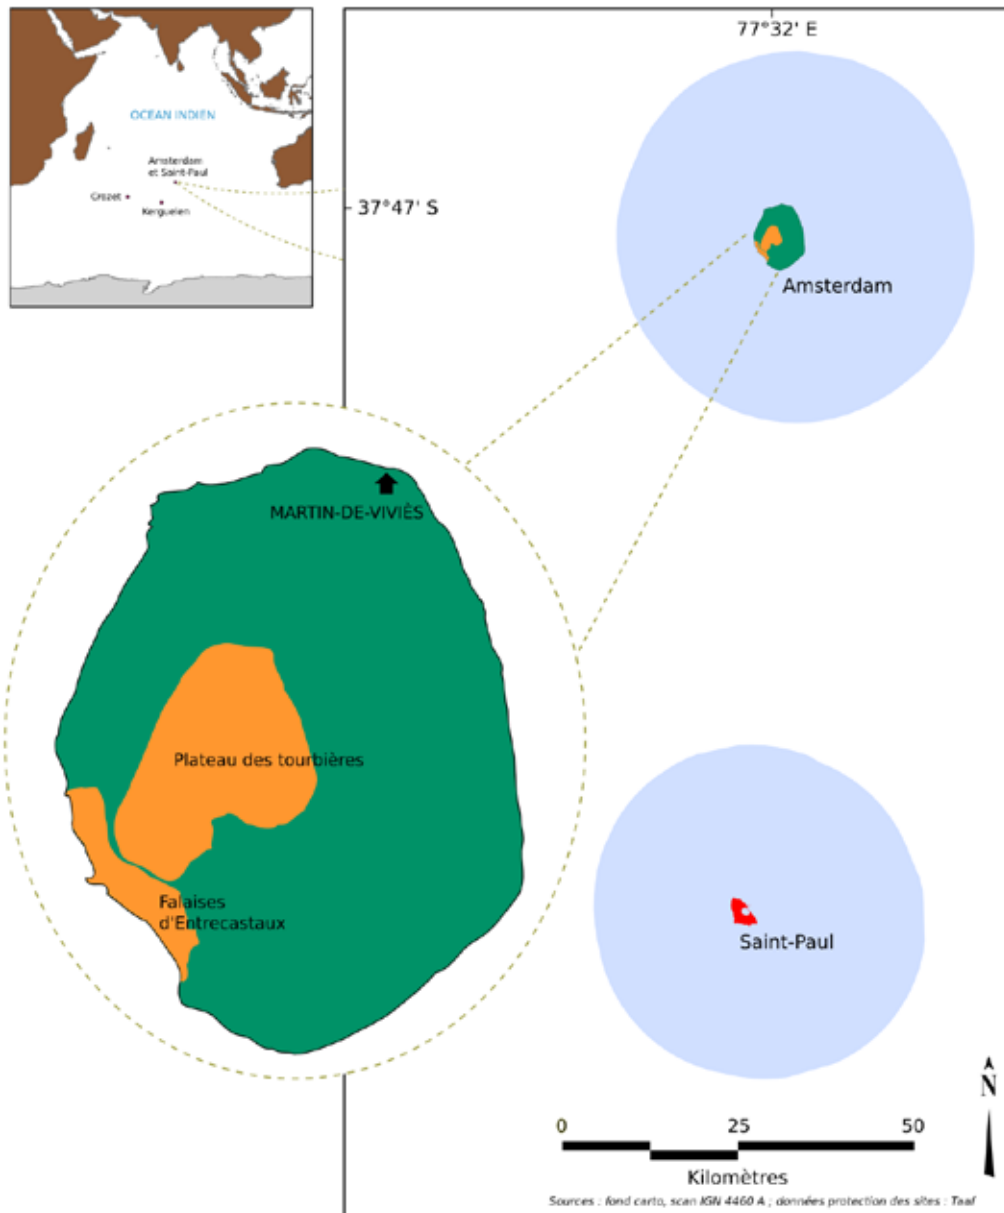 OCEAN INDIEN
Amsterdam
et Saint-Paul
Crozet
Kerguelen
77°32' E
37°47' S
Amsterdam
MARTIN-DE-VIVIÈS
Plateau des tourbières
Falaises
d'Entrecastaux
Saint-Paul
N
0 25 50
Kilomètres
Sources : fond carto, scan IGN 4460 A ; données protection des sites : Taaf